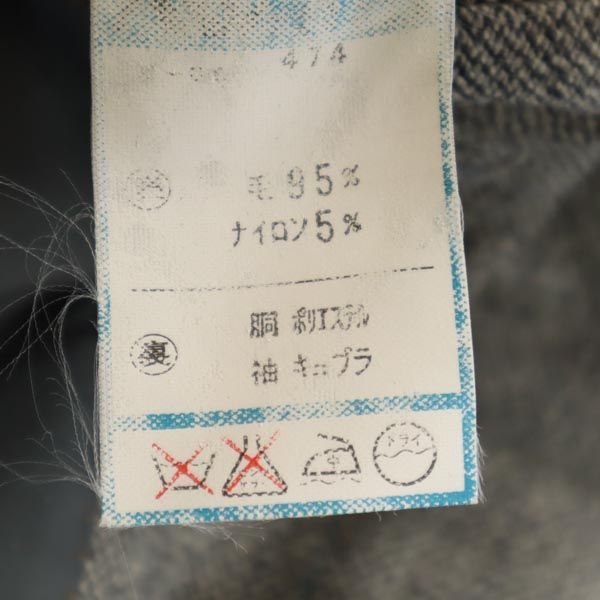 474
毛 95%
ナイロン 5%
裏
胴 ポリエステル
袖 キュプラ
中
ドライ